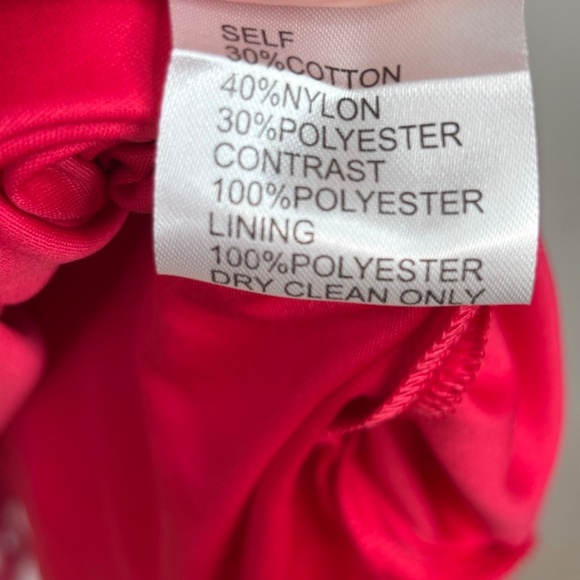 SELF
30%COTTON
40%NYLON
30%POLYESTER
CONTRAST
100%POLYESTER
LINING
100%POLYESTER
DRY CLEAN ONLY